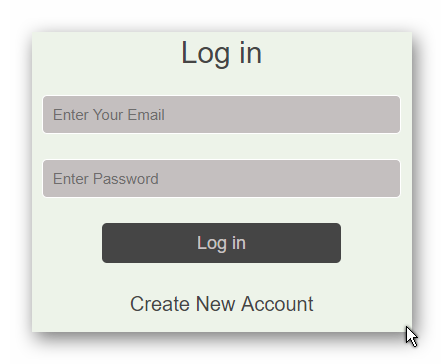 Log in
Enter Your Email
Enter Password
Log in
Create New Account